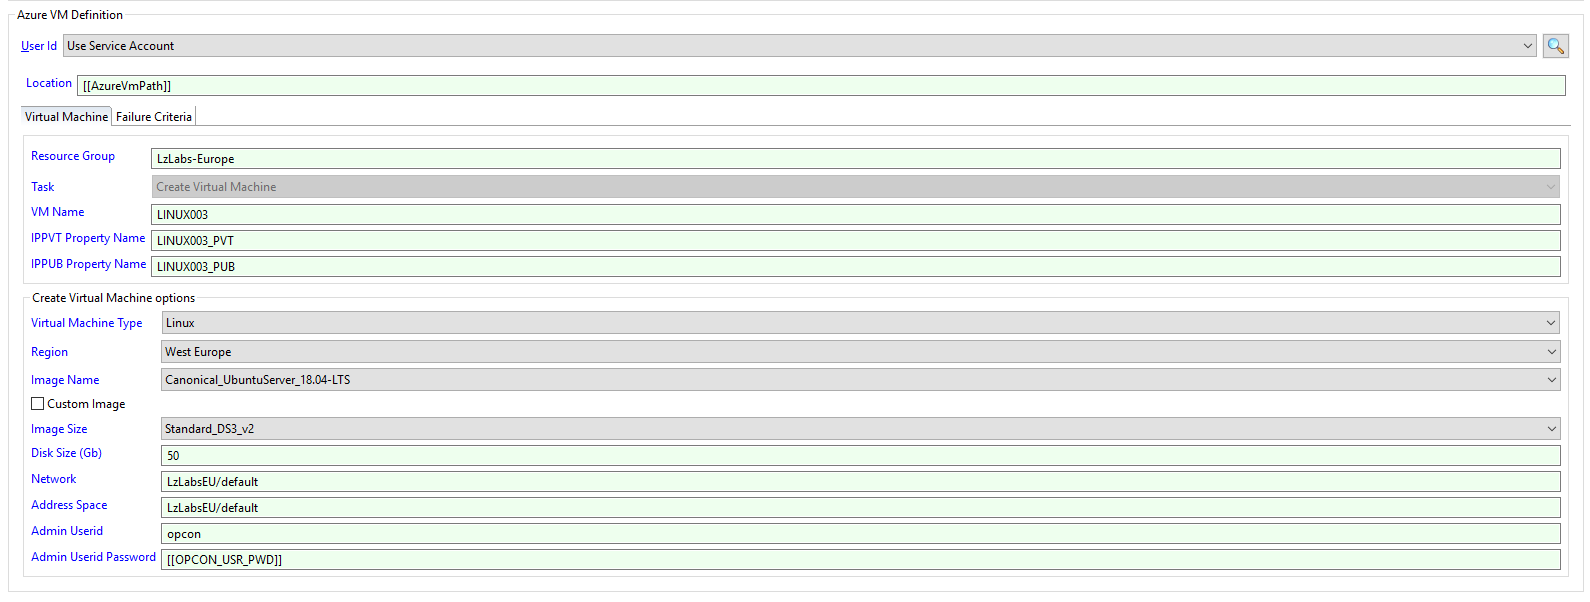 Azure VM Definition
User Id Use Service Account
Location [[AzureVmPath]]
Virtual Machine Failure Criteria
Resource Group LzLabs-Europe
Task Create Virtual Machine
VM Name LINUX003
IPPVT Property Name LINUX003_PVT
IPPUB Property Name LINUX003_PUB
Create Virtual Machine options
Virtual Machine Type Linux
Region West Europe
Image Name Canonical_UbuntuServer_18.04-LTS
Custom Image
Image Size Standard_DS3_v2
Disk Size (Gb) 50
Network LzLabsEU/default
Address Space LzLabsEU/default
Admin Userid opcon
Admin Userid Password [[OPCON_USR_PWD]]